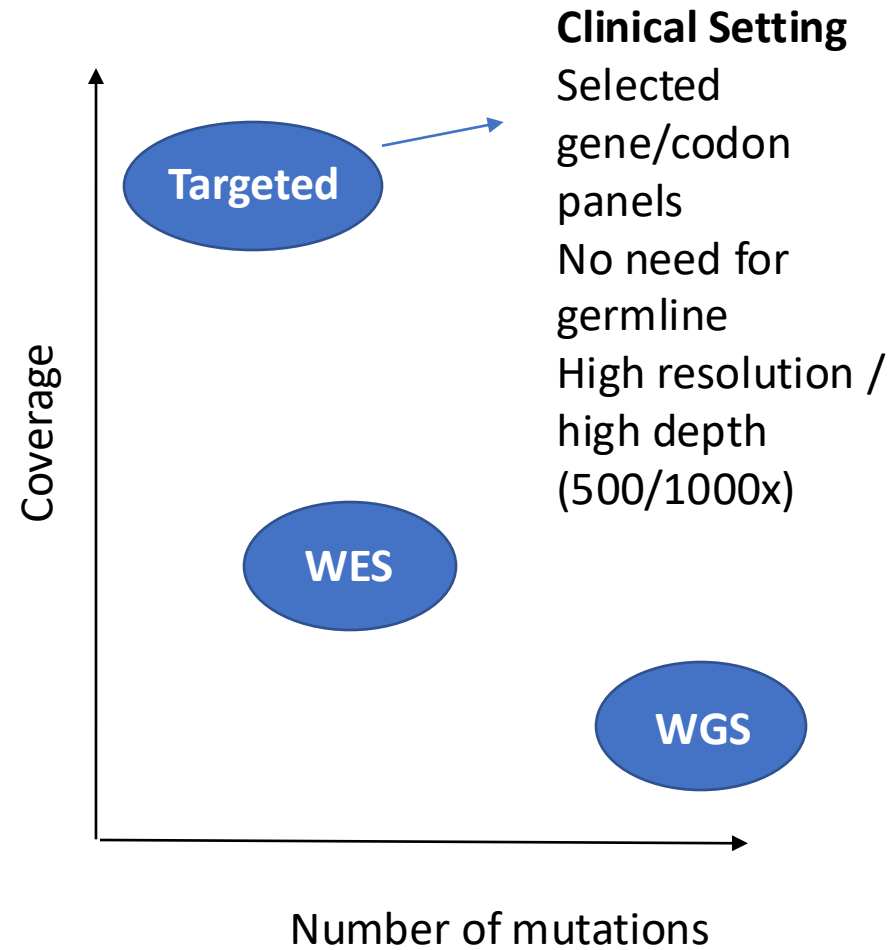 Clinical Setting
Selected
gene/codon
panels
No need for
germline
High resolution /
high depth
(500/1000x)
Targeted
Coverage
WES
WGS
Number of mutations